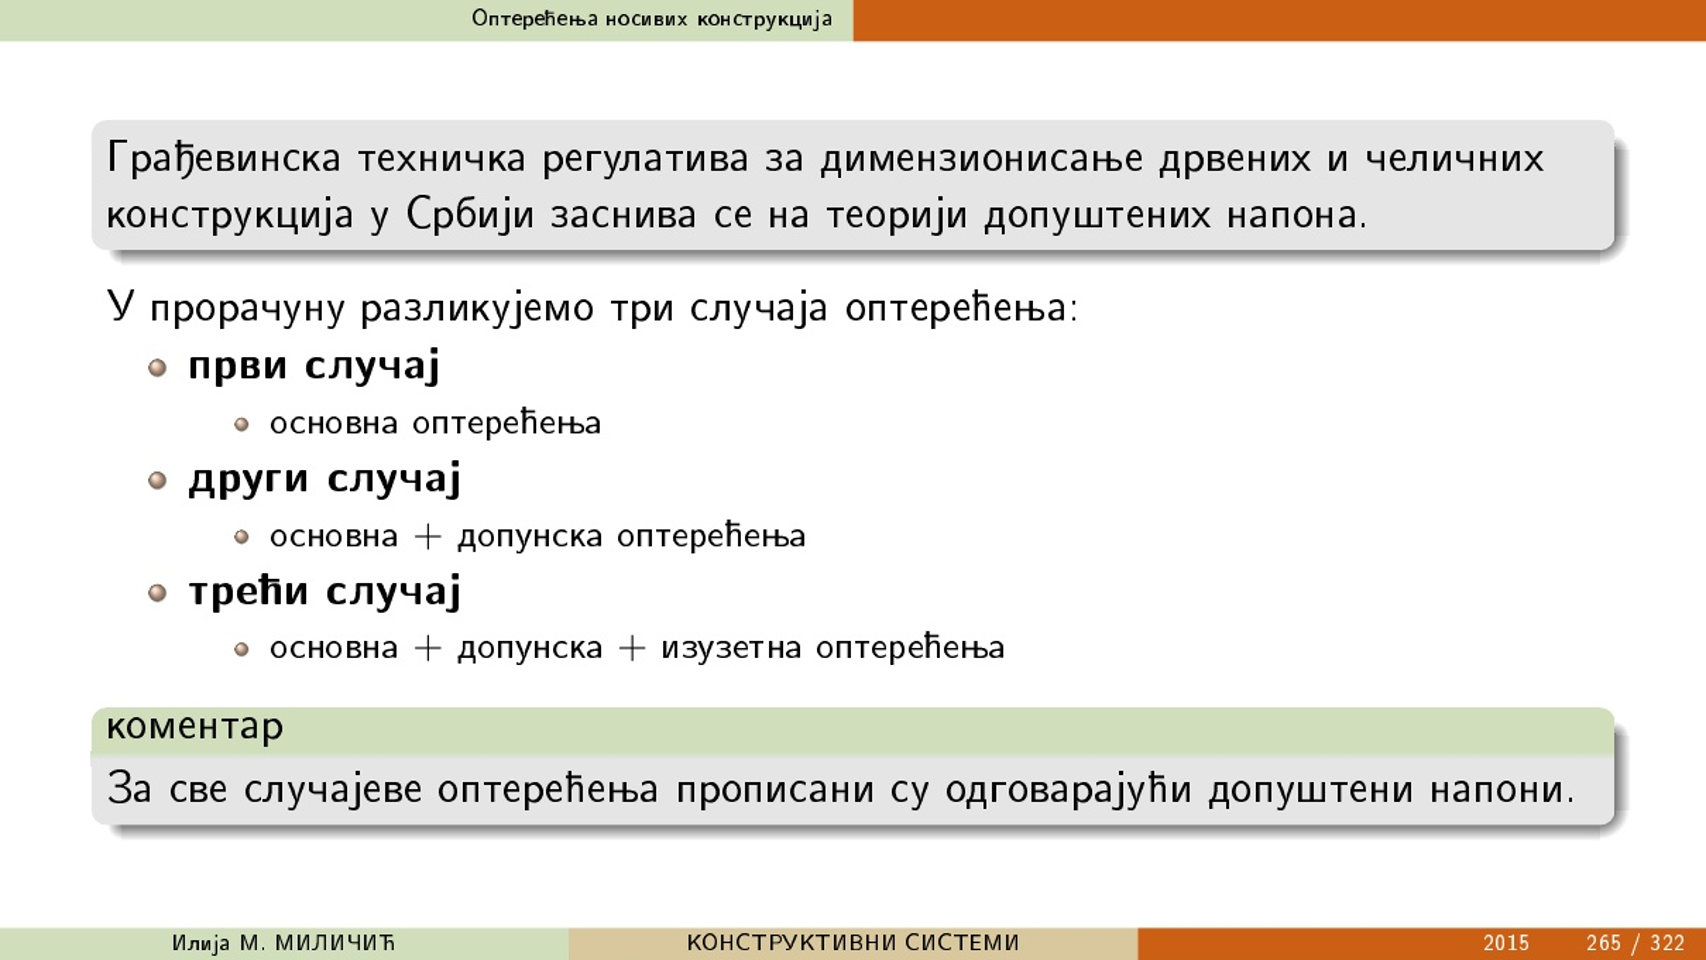 Оптерећења носивих конструкција
Грађевинска техничка регулатива за димензионисање дрвених и челичних
конструкција у Србији заснива се на теорији допуштених напона.
У прорачуну разликујемо три случаја оптерећења:
први случај
основна оптерећења
други случај
основна + допунска оптерећења
трећи случај
основна + допунска + изузетна оптерећења
коментар
За све случајеве оптерећења прописани су одговарајући допуштени напони.
Илија М. МИЛИЧИЋ КОНСТРУКТИВНИ СИСТЕМИ 2015 265 / 322